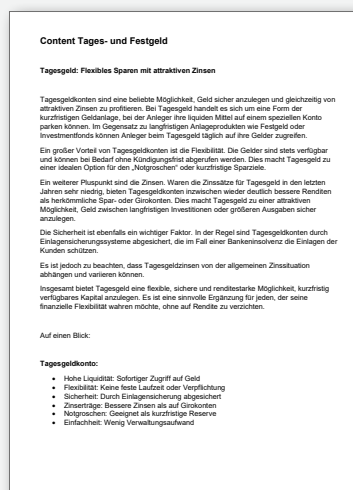 Content Tages- und Festgeld
Tagesgeld: Flexibles Sparen mit attraktiven Zinsen
Tagesgeldkonten sind eine beliebte Möglichkeit, Geld sicher anzulegen und gleichzeitig von
attraktiven Zinsen zu profitieren. Bei Tagesgeld handelt es sich um eine Form der
kurzfristigen Geldanlage, bei der Anleger ihre liquiden Mittel auf einem speziellen Konto
parken können. Im Gegensatz zu langfristigen Anlageprodukten wie Festgeld oder
Investmentfonds können Anleger beim Tagesgeld täglich auf ihre Gelder zugreifen.
Ein großer Vorteil von Tagesgeldkonten ist die Flexibilität. Die Gelder sind stets verfügbar
und können bei Bedarf ohne Kündigungsfrist abgerufen werden. Dies macht Tagesgeld zu
einer idealen Option für den „Notgroschen" oder kurzfristige Sparziele.
Ein weiterer Pluspunkt sind die Zinsen. Waren die Zinssätze für Tagesgeld in den letzten
Jahren sehr niedrig, bieten Tagesgeldkonten inzwischen wieder deutlich bessere Renditen
als herkömmliche Spar- oder Girokonten. Dies macht Tagesgeld zu einer attraktiven
Möglichkeit, Geld zwischen langfristigen Investitionen oder größeren Ausgaben sicher
anzulegen.
Die Sicherheit ist ebenfalls ein wichtiger Faktor. In der Regel sind Tagesgeldkonten durch
Einlagensicherungssysteme abgesichert, die im Fall einer Bankeninsolvenz die Einlagen der
Kunden schützen.
Es ist jedoch zu beachten, dass Tagesgeldzinsen von der allgemeinen Zinssituation
abhängen und variieren können.
Insgesamt bietet Tagesgeld eine flexible, sichere und renditestarke Möglichkeit, kurzfristig
verfügbares Kapital anzulegen. Es ist eine sinnvolle Ergänzung für jeden, der seine
finanzielle Flexibilität wahren möchte, ohne auf Rendite zu verzichten.
Auf einen Blick:
Tagesgeldkonto:
• Hohe Liquidität: Sofortiger Zugriff auf Geld
• Flexibilität: Keine feste Laufzeit oder Verpflichtung
• Sicherheit: Durch Einlagensicherung abgesichert
• Zinserträge: Bessere Zinsen als auf Girokonten
• Notgroschen: Geeignet als kurzfristige Reserve
• Einfachheit: Wenig Verwaltungsaufwand